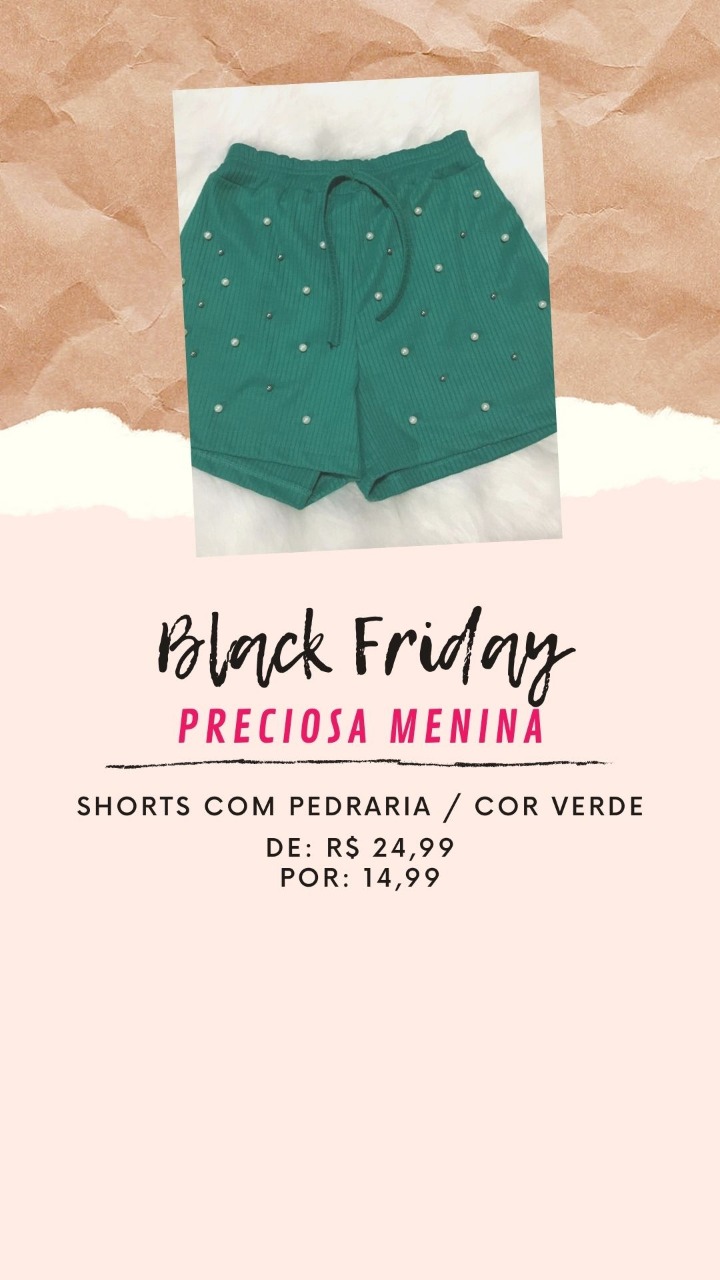 Black Friday
PRECIOSA MENINA
SHORTS COM PEDRARIA / COR VERDE
DE: R$ 24,99
POR: 14,99